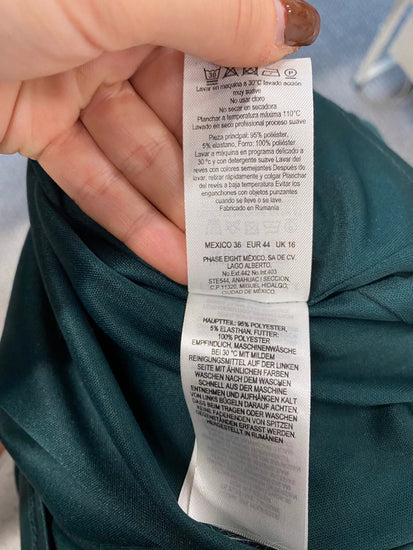 Lavar en máquina a 30°C lavado acción
muy suave
No usar cloro
No usar secadora
Planchar a temperatura máxima 110°C
Lavado en seco profesional proceso suave
Pieza principal: 95% poliéster,
5% elastano, Forro: 100% poliéster
Lavar a máquina en programa delicado a
30 ºc y con detergente suave Lavar del
revés con colores semejantes Después de
lavar, retirar rápidamente y colgar Planchar
del revés a baja temperatura Evitar los
enganchones con objetos punzantes
cuando se lleve o se lave
Fabricado en Rumanía
MEXICO 36 EUR 44 UK 16
PHASE EIGHT MÉXICO, SA DE CV.
LAGO ALBERTO,
No.Ext.442 No.Int.403
STE544, ANAHUAC I SECCION,
C.P.11320, MIGUEL HIDALGO,
CIUDAD DE MÉXICO.
HAUPTTEIL: 95% POLYESTER,
5% ELASTHAN, FUTTER:
100% POLYESTER
EMPFINDLICH, MASCHINENWÄSCHE
BEI 30 °C MIT MILDEM
REINIGUNGSMITTEL AUF DER LINKEN
SEITE MIT ÄHNLICHEN FARBEN
WASCHEN NACH DEM WASCHEN
SCHNELL AUS DER MASCHINE
ENTNEHMEN UND AUFHÄNGEN KALT
VON LINKS BÜGELN DARAUF ACHTEN,
DASS BEIM TRAGEN ODER WASCHEN
KEINE FADENSCHLAUFEN VON SPITZEN
GEGENSTÄNDEN ERFASST WERDEN.
HERGESTELLT IN RUMÄNIEN